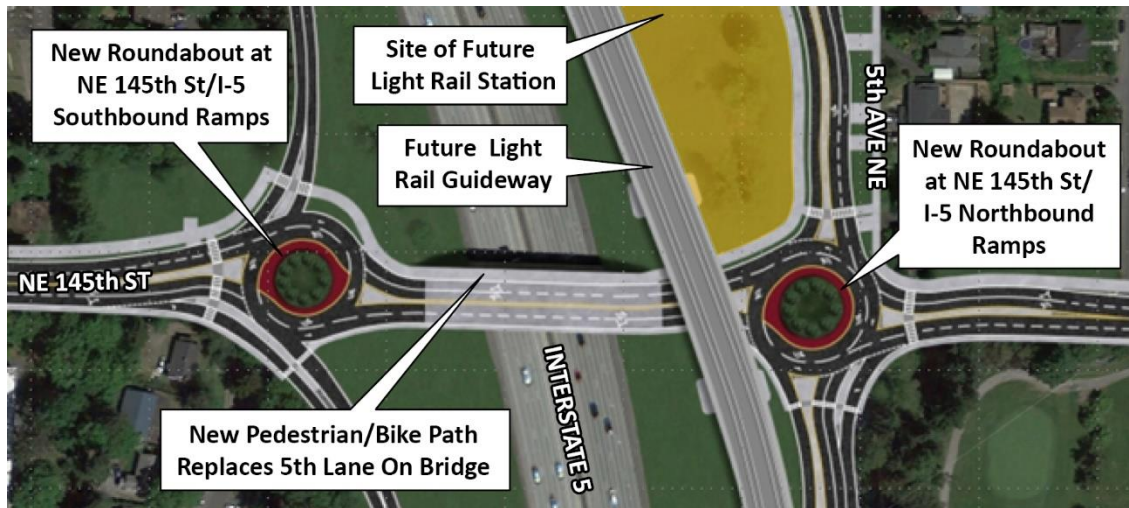 New Roundabout at
NE 145th St/I-5
Southbound Ramps
Site of Future
Light Rail Station
Future Light
Rail Guideway
5th AVE NE
New Roundabout
at NE 145th St/
I-5 Northbound
Ramps
NE 145th ST
INTERSTATE 5
New Pedestrian/Bike Path
Replaces 5th Lane On Bridge